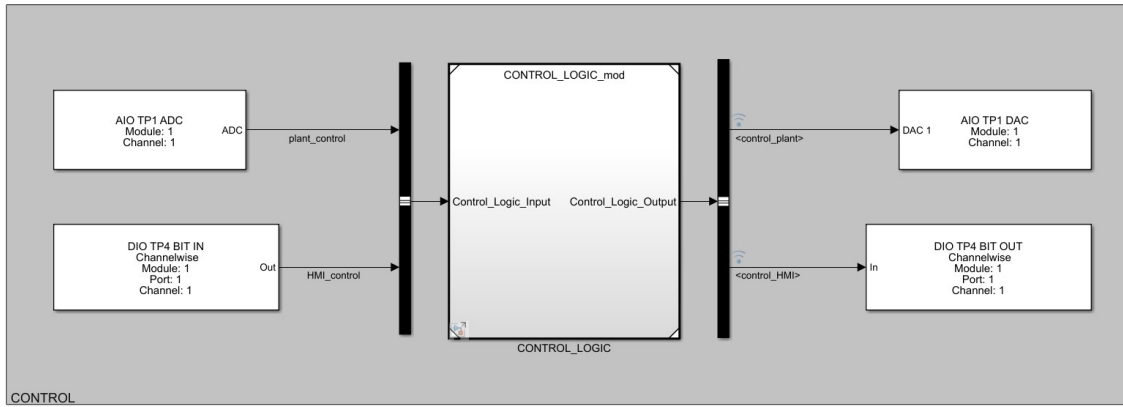 CONTROL_LOGIC_mod
AIO TP1 ADC
Module: 1
Channel: 1
ADC
plant_control
<control_plant>
DAC 1
AIO TP1 DAC
Module: 1
Channel: 1
Control_Logic_Input
Control_Logic_Output
DIO TP4 BIT IN
Channelwise
Module: 1
Port: 1
Channel: 1
Out
HMI_control
<control_HMI>
In
DIO TP4 BIT OUT
Channelwise
Module: 1
Port: 1
Channel: 1
CONTROL_LOGIC
CONTROL